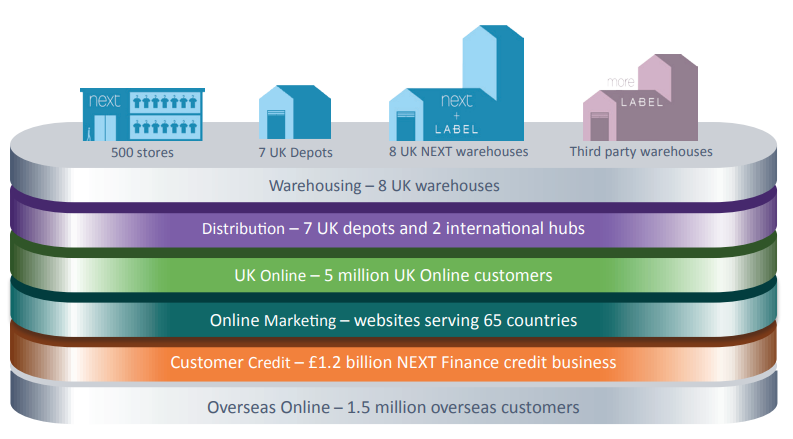 next
next
+
LABEL
more
LABEL
500 stores
7 UK Depots
8 UK NEXT warehouses
Third party warehouses
Warehousing – 8 UK warehouses
Distribution – 7 UK depots and 2 international hubs
UK Online – 5 million UK Online customers
Online Marketing – websites serving 65 countries
Customer Credit – £1.2 billion NEXT Finance credit business
Overseas Online – 1.5 million overseas customers